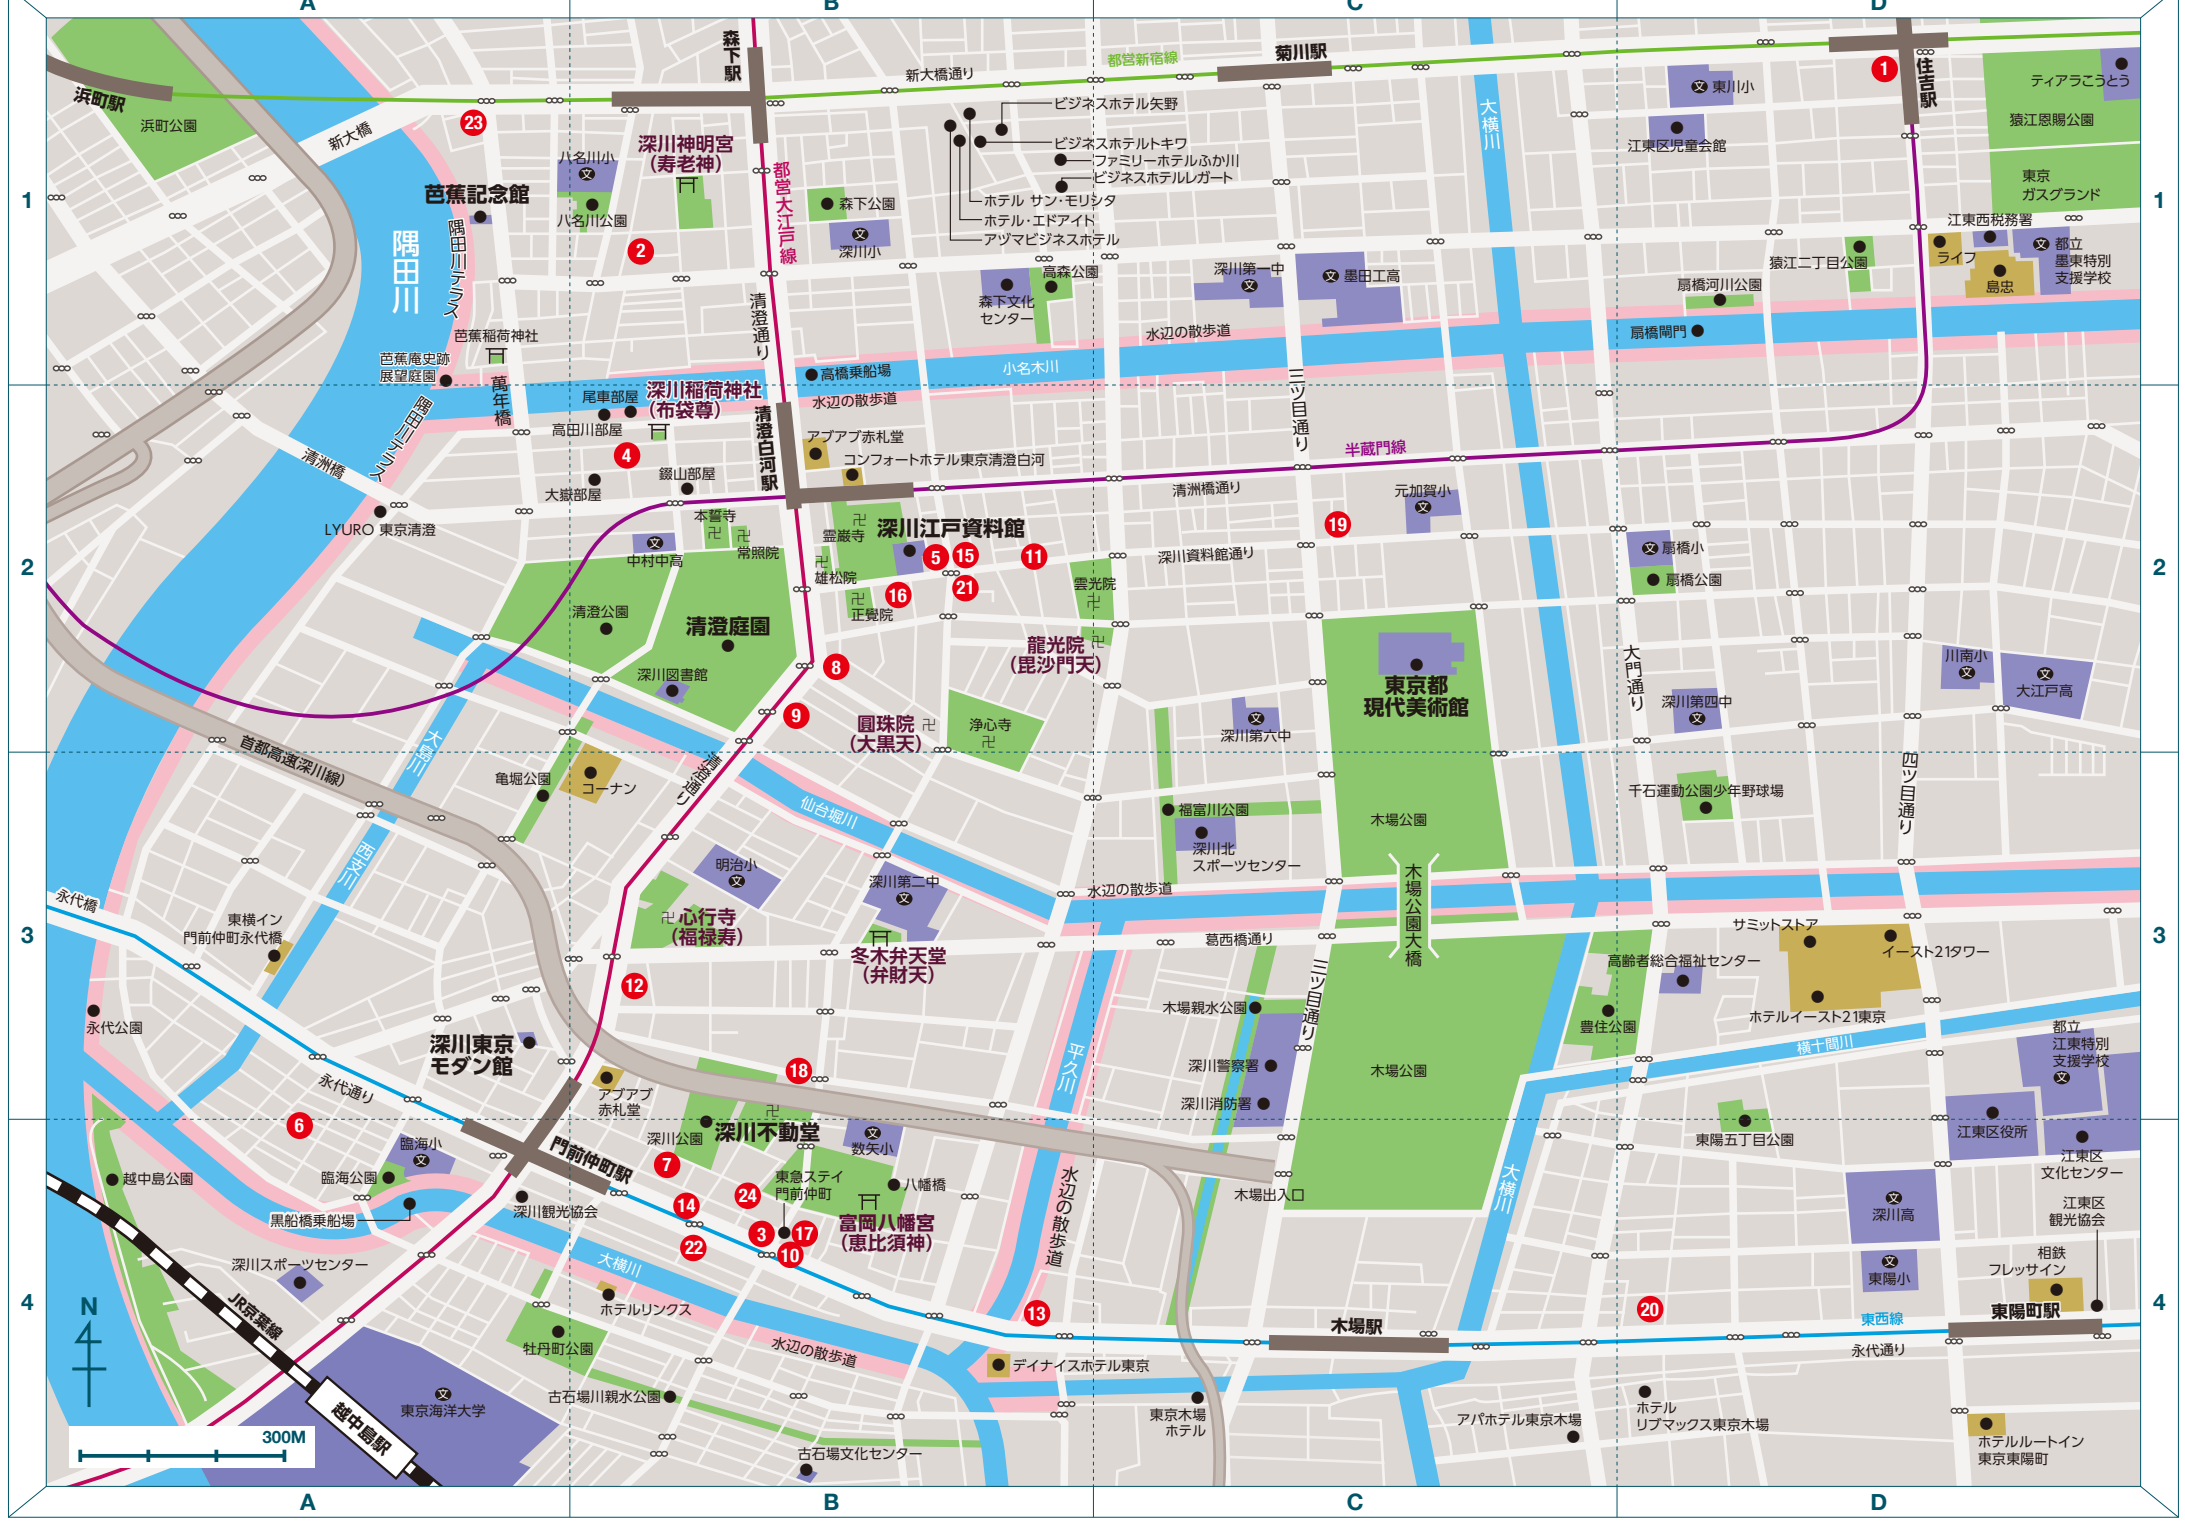 A
B
C
D
森下駅
菊川駅
都営新宿線
新大橋通り
住吉駅
1
東川小
ティアラこうとう
浜町駅
浜町公園
新大橋
23
ビジネスホテル矢野
大横川
猿江恩賜公園
江東区児童会館
深川神明宮
(寿老神)
八名川小
ビジネスホテルトキワ
ファミリーホテルふか川
ビジネスホテルレガート
都営大江戸線
東京
ガスグランド
1
芭蕉記念館
八名川公園
森下公園
ホテル サン・モリシタ
ホテル・エドアイト
アヅマビジネスホテル
1
隅田川
隅田川テラス
2
深川小
江東西税務署
都立
墨東特別
支援学校
ライフ
島忠
猿江二丁目公園
高森公園
深川第一中
墨田工高
森下文化
センター
扇橋河川公園
清澄通り
芭蕉稲荷神社
水辺の散歩道
扇橋閘門
芭蕉庵史跡
展望庭園
萬年橋
高橋乗船場
小名木川
三ツ目通り
尾車部屋
深川稲荷神社
(布袋尊)
水辺の散歩道
隅田川テラス
高田川部屋
清澄白河駅
アブアブ赤札堂
コンフォートホテル東京清澄白河
半蔵門線
清洲橋
4
大嶽部屋
錣山部屋
清洲橋通り
元加賀小
LYURO 東京清澄
本誓寺
常照院
霊巌寺
深川江戸資料館
19
中村中高
雄松院
5
15
11
深川資料館通り
扇橋小
2
16
21
雲光院
扇橋公園
2
清澄公園
正覺院
清澄庭園
龍光院
(毘沙門天)
大門通り
深川図書館
8
川南小
大江戸高
東京都
現代美術館
9
圓珠院
(大黒天)
浄心寺
深川第六中
深川第四中
首都高速(深川線)
大島川
清澄通り
四ツ目通り
亀堀公園
コーナン
仙台堀川
福富川公園
木場公園
千石運動公園少年野球場
西支川
明治小
深川第二中
深川北
スポーツセンター
木場公園大橋
水辺の散歩道
永代橋
東横イン
門前仲町永代橋
心行寺
(福禄寿)
冬木弁天堂
(弁財天)
葛西橋通り
サミットストア
イースト21タワー
3
3
12
三ツ目通り
高齢者総合福祉センター
木場親水公園
ホテルイースト21東京
永代公園
豊住公園
深川東京
モダン館
平久川
横十間川
都立
江東特別
支援学校
深川警察署
木場公園
永代通り
アブアブ
赤札堂
18
深川消防署
6
深川公園
深川不動堂
東陽五丁目公園
江東区役所
臨海小
門前仲町駅
数矢小
江東区
文化センター
越中島公園
臨海公園
7
東急ステイ
門前仲町
八幡橋
水辺の散歩道
木場出入口
大横川
黒船橋乗船場
深川観光協会
14
24
富岡八幡宮
(恵比須神)
深川高
江東区
観光協会
22
3
17
10
深川スポーツセンター
大横川
相鉄
フレッサイン
東陽小
N
JR京葉線
ホテルリンクス
13
20
4
4
木場駅
東西線
東陽町駅
牡丹町公園
水辺の散歩道
デイナイスホテル東京
永代通り
古石場川親水公園
東京海洋大学
東京木場
ホテル
アパホテル東京木場
ホテル
リブマックス東京木場
越中島駅
300M
古石場文化センター
ホテルルートイン
東京東陽町
A
B
C
D